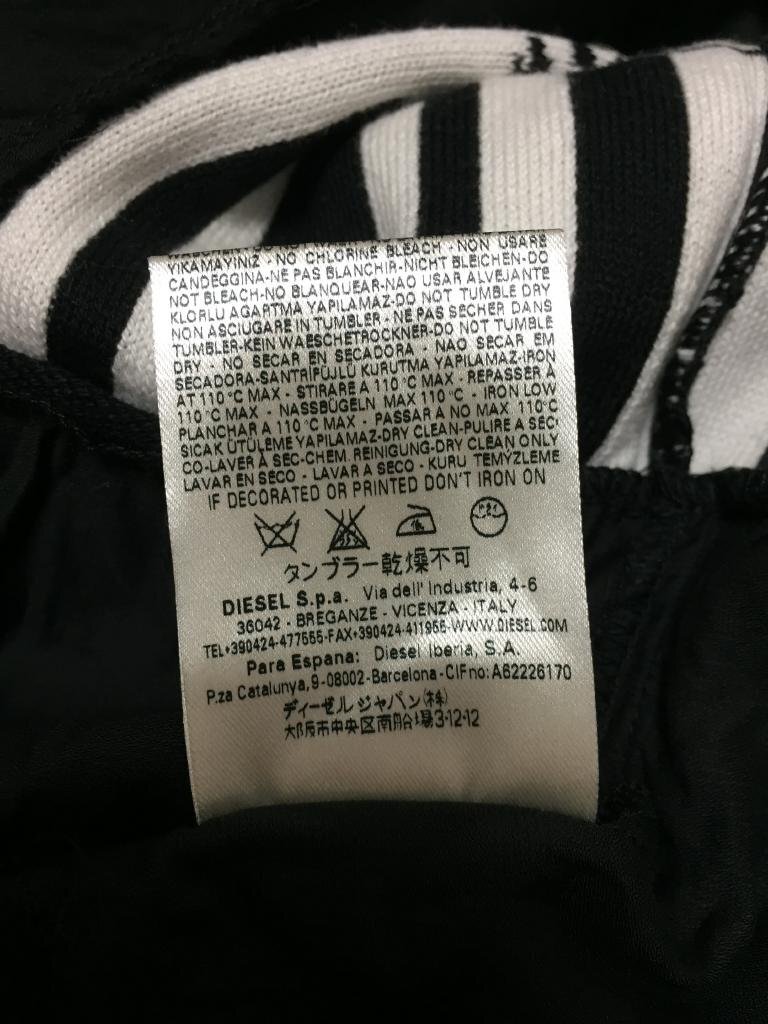 YIKAMAYINIZ - NO CHLORINE BLEACH - NON USARE
CANDEGGINA-NE PAS BLANCHIR-NICHT BLEICHEN-DO
NOT BLEACH-NO BLANQUEAR-NAO USAR ALVEJANTE
KLORLU AGARTMA YAPILAMAZ-DO NOT TUMBLE DRY
NON ASCIUGARE IN TUMBLER - NE PAS SECHER DANS
TUMBLER-KEIN WAESCHETROCKNER-DO NOT TUMBLE
DRY - NO SECAR EN SECADORA - NAO SECAR EM
SECADORA-SANTRİFÜJLÜ KURUTMA YAPILAMAZ-IRON
AT 110°C MAX - STIRARE A 110°C MAX - REPASSER A
110°C MAX - NASSBÜGELN MAX 110°C - IRON LOW
PLANCHAR A 110°C MAX - PASSAR A NO MAX 110°C
SICAK ÜTÜLEME YAPILAMAZ-DRY CLEAN-PULIRE A SEC
CO-LAVER À SEC-CHEM. REINIGUNG-DRY CLEAN ONLY
LAVAR EN SECO - LAVAR A SECO - KURU TEMYZLEME
IF DECORATED OR PRINTED DON'T IRON ON
タンブラー乾燥不可
DIESEL S.p.a. Via dell' Industria, 4-6
36042 - BREGANZE - VICENZA - ITALY
TEL+390424-477555-FAX+390424-411955-WWW.DIESEL.COM
Para Espana: Diesel Iberia, S.A.
P.za Catalunya,9-08002-Barcelona-CIFno:A62226170
ディーゼルジャパン(株)
大阪市中央区南船場3-12-12